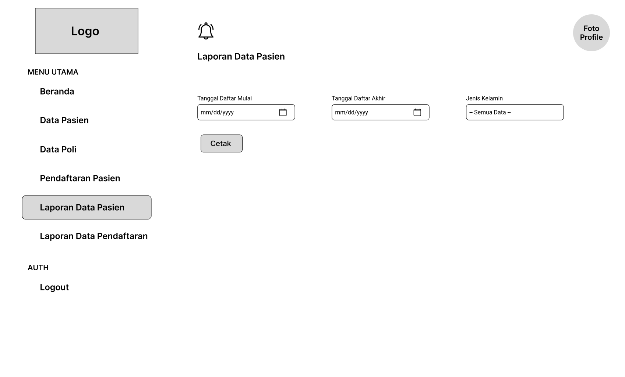 Logo
Foto
Profile
Laporan Data Pasien
MENU UTAMA
Beranda
Data Pasien
Data Poli
Pendaftaran Pasien
Laporan Data Pasien
Laporan Data Pendaftaran
AUTH
Logout
Tanggal Daftar Mulai
mm/dd/yyyy
Tanggal Daftar Akhir
mm/dd/yyyy
Jenis Kelamin
– Semua Data –
Cetak